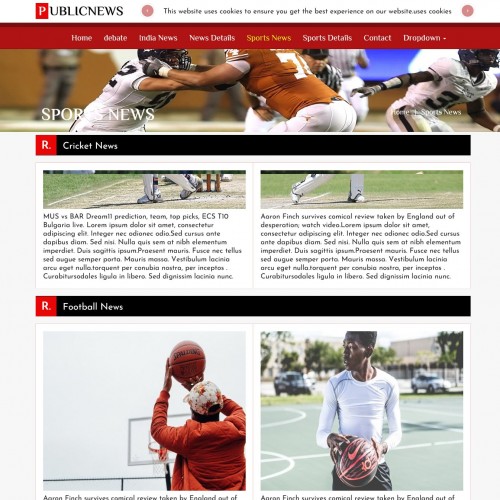 PUBLICNEWS
This website uses cookies to ensure you get the best experience on our website.uses cookies
Home debate India News News Details Sports News Sports Details Contact Dropdown
SPORTS NEWS
Home | Sports News
R. Cricket News
MUS vs BAR Dream11 prediction, team, top picks, ECS T10
Bulgaria live. Lorem ipsum dolor sit amet, consectetur
adipiscing elit. Integer nec odionec odio.Sed cursus ante
dapibus diam. Sed nisi. Nulla quis sem at nibh elementum
imperdiet. Duis sagittis ipsum.Praesent mauris. Fusce nec tellus
sed augue semper porta. Mauris massa. Vestibulum lacinia
arcu eget nulla.torquent per conubia nostra, per inceptos .
Curabitursodales ligula in libero. Sed dignissim lacinia nunc.
Aaron Finch survives comical review taken by England out of
desperation; watch video.Lorem ipsum dolor sit amet,
consectetur adipiscing elit. Integer nec odionec odio.Sed
cursus ante dapibus diam. Sed nisi. Nulla quis sem at nibh
elementum imperdiet. Duis sagittis ipsum.Praesent mauris.
Fusce nec tellus sed augue semper porta. Mauris massa.
Vestibulum lacinia arcu eget nulla.torquent per conubia nostra,
per inceptos . Curabitursodales ligula in libero. Sed dignissim lacinia nunc.
R. Football News
Aaron Finch survives comical review taken by England out of
Aaron Finch survives comical review taken by England out of